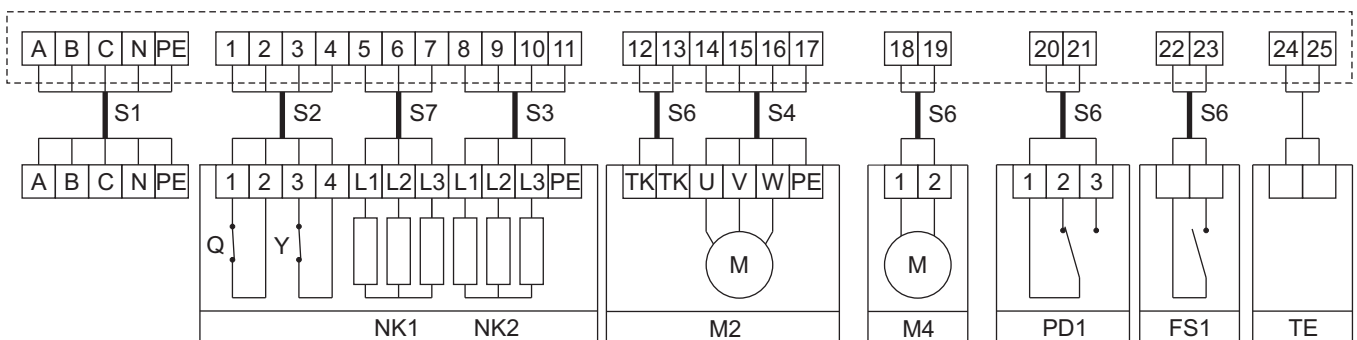 A B C N PE 1 2 3 4 5 6 7 8 9 10 11 12 13 14 15 16 17 18 19 20 21 22 23 24 25
S1 S2 S7 S3 S6 S4 S6 S6 S6
A B C N PE 1 2 3 4 L1 L2 L3 L1 L2 L3 PE TK TK U V W PE 1 2 1 2 3
Q Y M M
NK1 NK2 M2 M4 PD1 FS1 TE